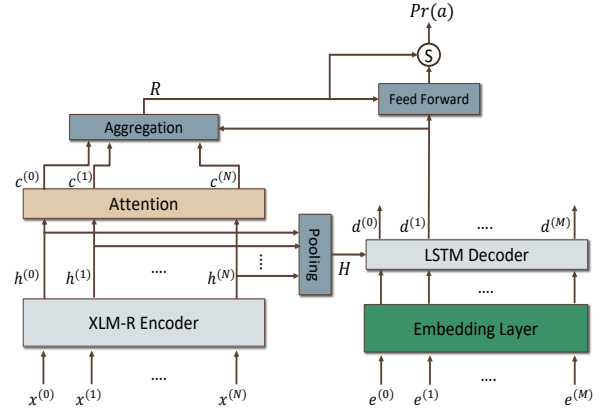 Pr(a)
S
R
Feed Forward
Aggregation
c^(0) c^(1) c^(N)
Attention
d^(0) d^(1) .... d^(M)
Pooling
H
LSTM Decoder
h^(0) h^(1) .... h^(N)
....
....
XLM-R Encoder
Embedding Layer
x^(0) x^(1) .... x^(N)
e^(0) e^(1) .... e^(M)